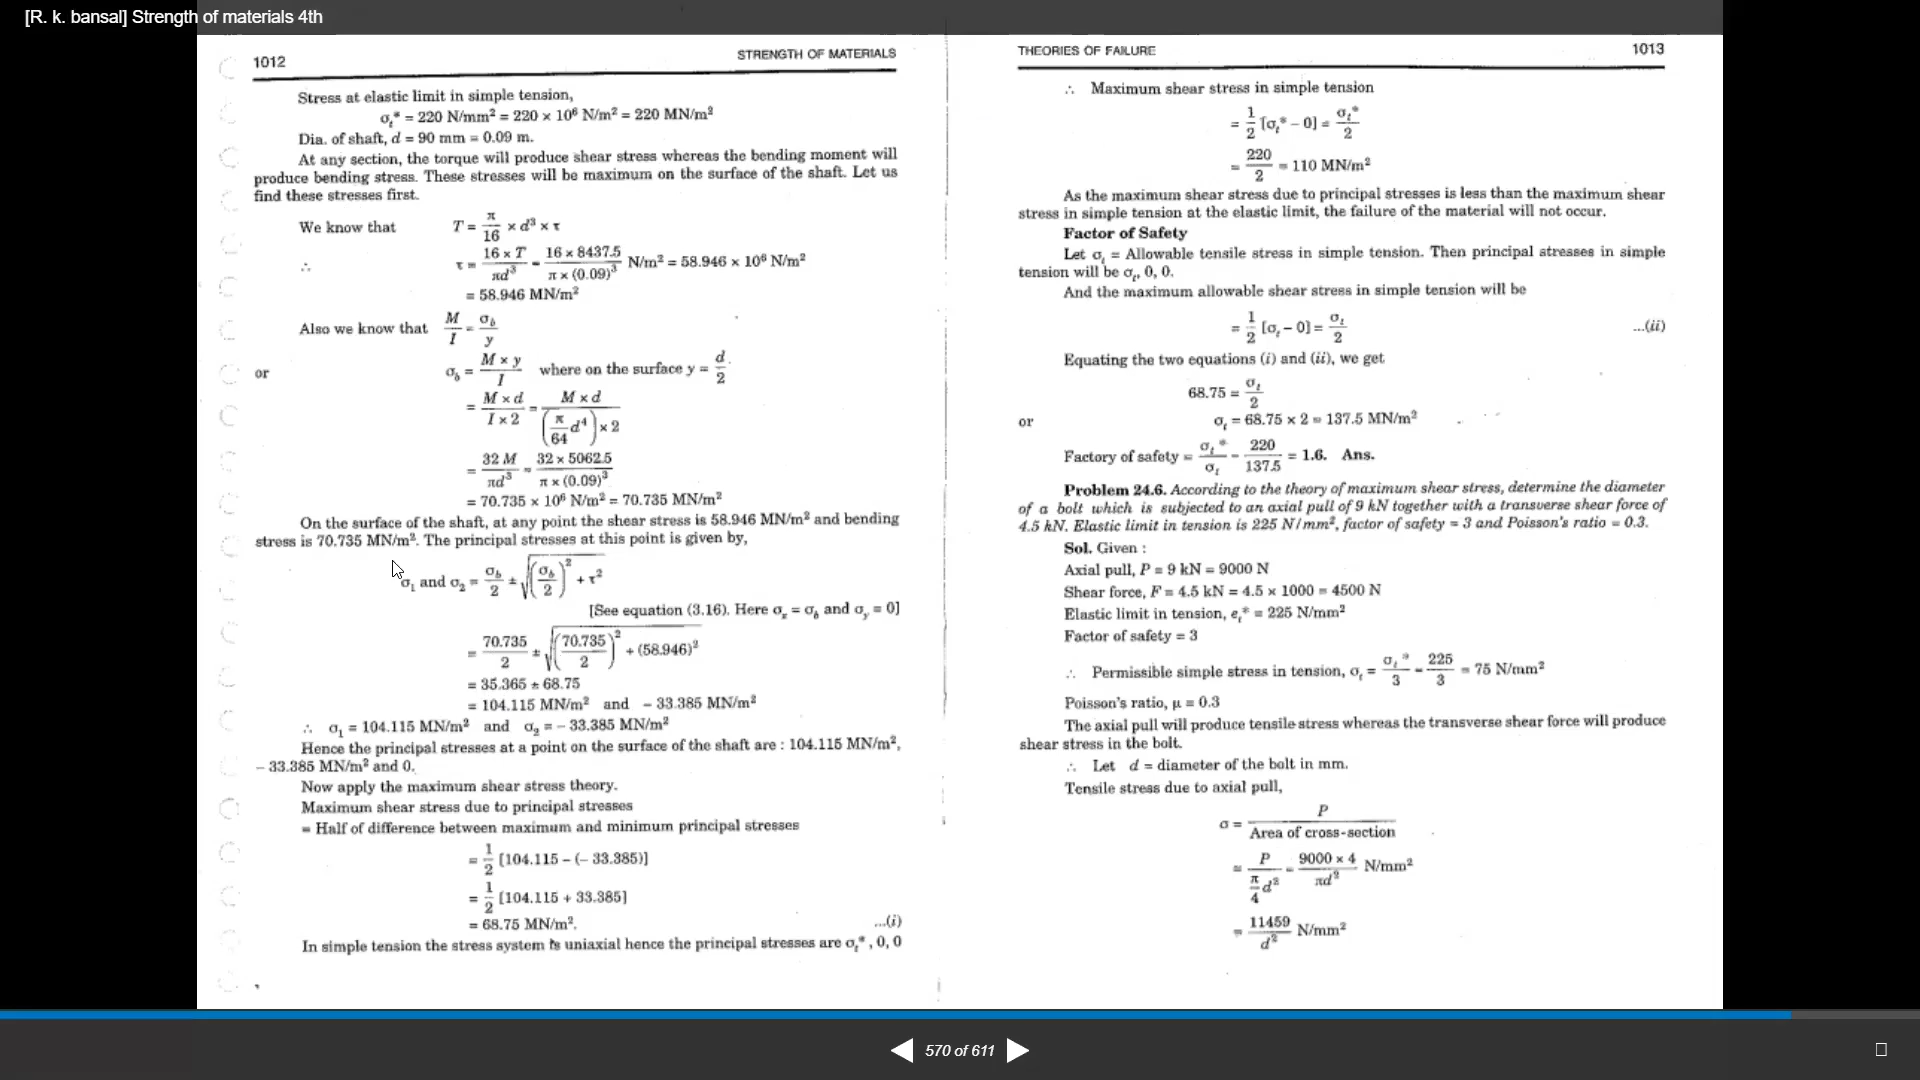 [R. k. bansal] Strength of materials 4th
1012 STRENGTH OF MATERIALS
Stress at elastic limit in simple tension,
σₜ* = 220 N/mm² = 220 × 10⁶ N/m² = 220 MN/m²
Dia. of shaft, d = 90 mm = 0.09 m.
At any section, the torque will produce shear stress whereas the bending moment will
produce bending stress. These stresses will be maximum on the surface of the shaft. Let us
find these stresses first.
We know that T = π/16 × d³ × τ
∴ τ = (16 × T)/(πd³) = (16 × 8437.5)/(π × (0.09)³) N/m² = 58.946 × 10⁶ N/m²
= 58.946 MN/m²
Also we know that M/I = σ_b/y
or σ_b = (M × y)/I where on the surface y = d/2
= (M × d)/(I × 2) = (M × d)/((π/64 d⁴) × 2)
= 32 M/(πd³) = (32 × 5062.5)/(π × (0.09)³)
= 70.735 × 10⁶ N/m² = 70.735 MN/m²
On the surface of the shaft, at any point the shear stress is 58.946 MN/m² and bending
stress is 70.735 MN/m². The principal stresses at this point is given by,
σ₁ and σ₂ = σ_b/2 ± √((σ_b/2)² + τ²)
[See equation (3.16). Here σₓ = σ_b and σ_y = 0]
= 70.735/2 ± √((70.735/2)² + (58.946)²)
= 35.365 ± 68.75
= 104.115 MN/m² and – 33.385 MN/m²
∴ σ₁ = 104.115 MN/m² and σ₂ = – 33.385 MN/m²
Hence the principal stresses at a point on the surface of the shaft are : 104.115 MN/m²,
– 33.385 MN/m² and 0.
Now apply the maximum shear stress theory.
Maximum shear stress due to principal stresses
= Half of difference between maximum and minimum principal stresses
= 1/2 [104.115 – (– 33.385)]
= 1/2 [104.115 + 33.385]
= 68.75 MN/m². ...(i)
In simple tension the stress system is uniaxial hence the principal stresses are σₜ*, 0, 0
THEORIES OF FAILURE 1013
∴ Maximum shear stress in simple tension
= 1/2 [σₜ* – 0] = σₜ*/2
= 220/2 = 110 MN/m²
As the maximum shear stress due to principal stresses is less than the maximum shear
stress in simple tension at the elastic limit, the failure of the material will not occur.
Factor of Safety
Let σₜ = Allowable tensile stress in simple tension. Then principal stresses in simple
tension will be σₜ, 0, 0.
And the maximum allowable shear stress in simple tension will be
= 1/2 [σₜ – 0] = σₜ/2 ...(ii)
Equating the two equations (i) and (ii), we get
68.75 = σₜ/2
or σₜ = 68.75 × 2 = 137.5 MN/m²
Factory of safety = σₜ*/σₜ = 220/137.5 = 1.6. Ans.
Problem 24.6. According to the theory of maximum shear stress, determine the diameter
of a bolt which is subjected to an axial pull of 9 kN together with a transverse shear force of
4.5 kN. Elastic limit in tension is 225 N/mm², factor of safety = 3 and Poisson's ratio = 0.3.
Sol. Given :
Axial pull, P = 9 kN = 9000 N
Shear force, F = 4.5 kN = 4.5 × 1000 = 4500 N
Elastic limit in tension, eₜ* = 225 N/mm²
Factor of safety = 3
∴ Permissible simple stress in tension, σₜ = σₜ*/3 = 225/3 = 75 N/mm²
Poisson's ratio, μ = 0.3
The axial pull will produce tensile stress whereas the transverse shear force will produce
shear stress in the bolt.
∴ Let d = diameter of the bolt in mm.
Tensile stress due to axial pull,
σ = P/Area of cross-section
= P/(π/4 d²) = (9000 × 4)/(πd²) N/mm²
= 11459/d² N/mm²
570 of 611